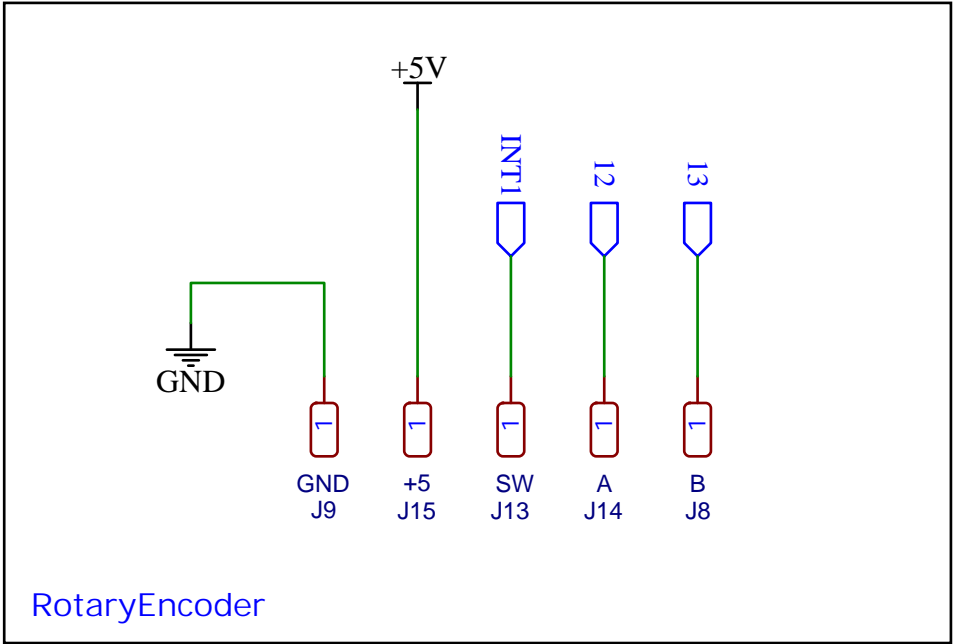 +5V
INT1
12
13
GND
1
1
1
1
1
GND
+5
SW
A
B
J9
J15
J13
J14
J8
RotaryEncoder